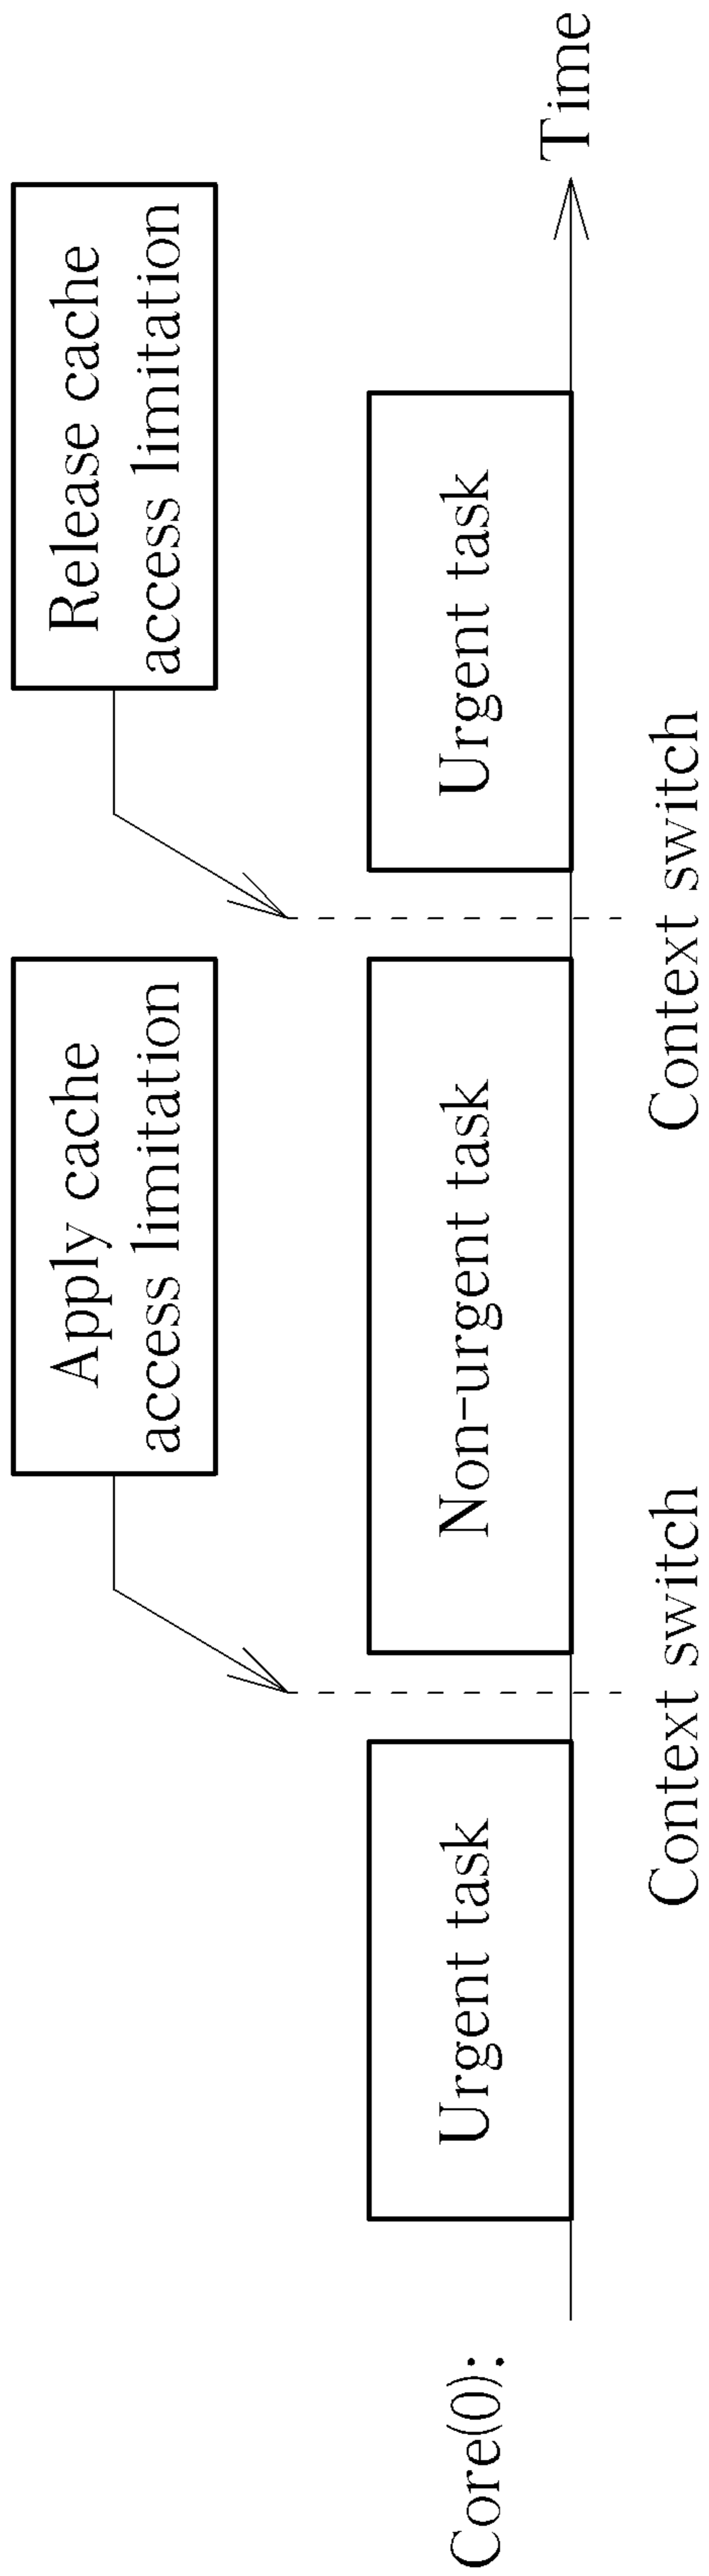 Apply cache
access limitation
Release cache
access limitation
Core(0):
Urgent task
Non-urgent task
Urgent task
Time
Context switch
Context switch